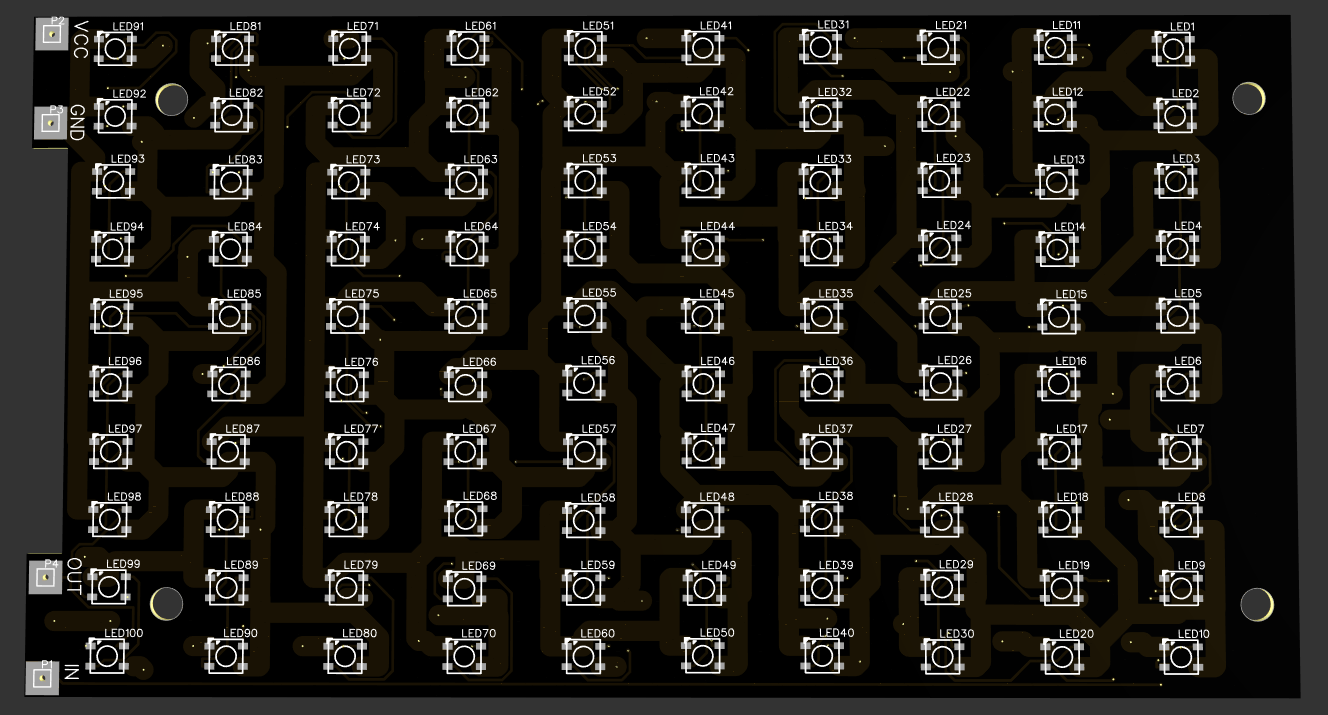 P2 VCC LED91 LED81 LED71 LED61 LED51 LED41 LED31 LED21 LED11 LED1
P3 GND LED92 LED82 LED72 LED62 LED52 LED42 LED32 LED22 LED12 LED2
LED93 LED83 LED73 LED63 LED53 LED43 LED33 LED23 LED13 LED3
LED94 LED84 LED74 LED64 LED54 LED44 LED34 LED24 LED14 LED4
LED95 LED85 LED75 LED65 LED55 LED45 LED35 LED25 LED15 LED5
LED96 LED86 LED76 LED66 LED56 LED46 LED36 LED26 LED16 LED6
LED97 LED87 LED77 LED67 LED57 LED47 LED37 LED27 LED17 LED7
LED98 LED88 LED78 LED68 LED58 LED48 LED38 LED28 LED18 LED8
P4 OUT LED99 LED89 LED79 LED69 LED59 LED49 LED39 LED29 LED19 LED9
P1 IN LED100 LED90 LED80 LED70 LED60 LED50 LED40 LED30 LED20 LED10